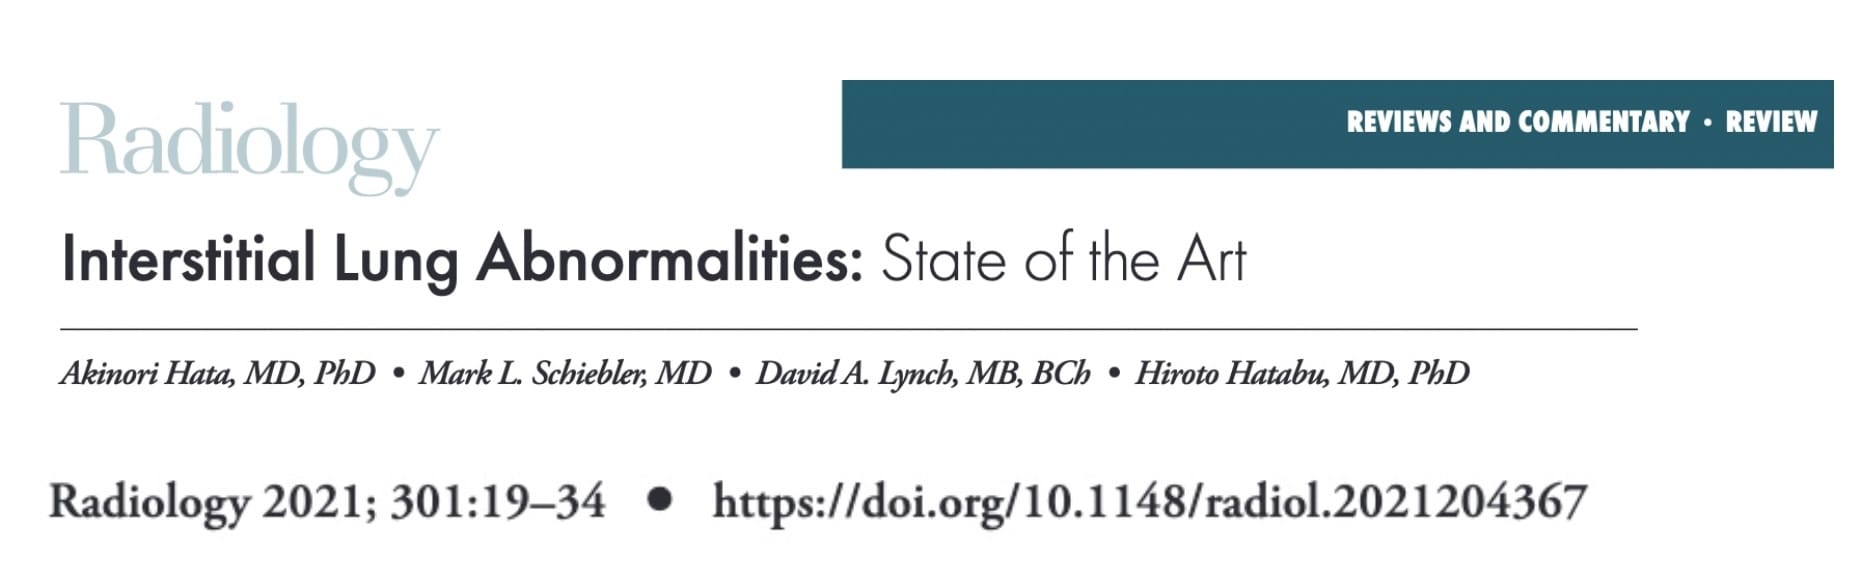 Radiology
REVIEWS AND COMMENTARY • REVIEW
Interstitial Lung Abnormalities: State of the Art
Akinori Hata, MD, PhD • Mark L. Schiebler, MD • David A. Lynch, MB, BCh • Hiroto Hatabu, MD, PhD
Radiology 2021; 301:19–34 • https://doi.org/10.1148/radiol.2021204367